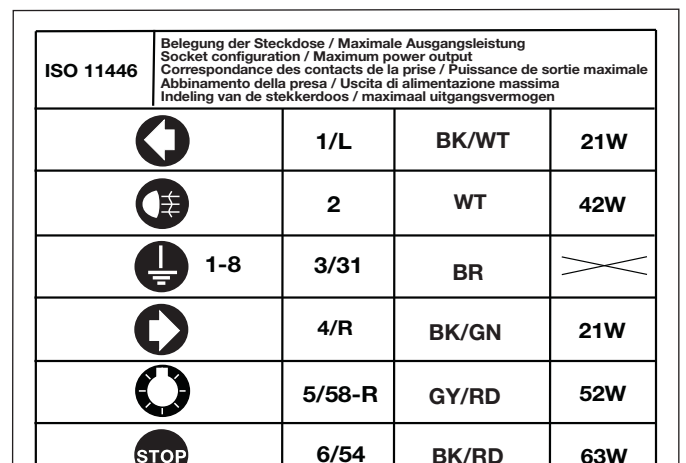 ISO 11446
Belegung der Steckdose / Maximale Ausgangsleistung
Socket configuration / Maximum power output
Correspondance des contacts de la prise / Puissance de sortie maximale
Abbinamento della presa / Uscita di alimentazione massima
Indeling van de stekkerdoos / maximaal uitgangsvermogen
1/L BK/WT 21W
2 WT 42W
1-8 3/31 BR
4/R BK/GN 21W
5/58-R GY/RD 52W
STOP 6/54 BK/RD 63W